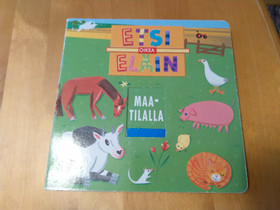 ETSI
OIKEA
ELÄIN
MAA-
TILALLA